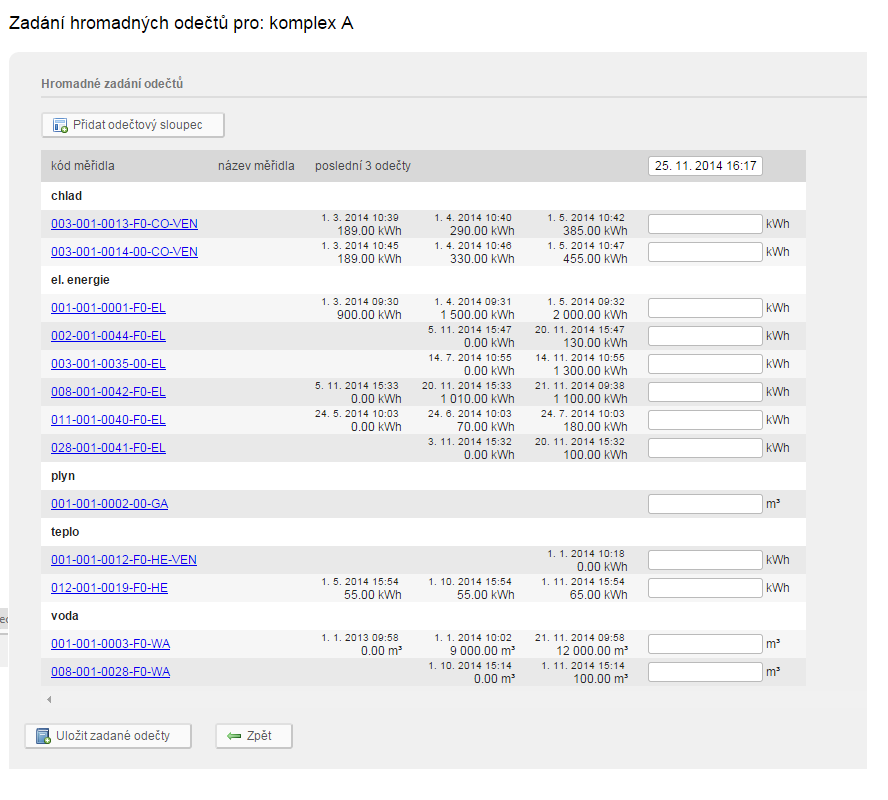 Zadání hromadných odečtů pro: komplex A
Hromadné zadání odečtů
Přidat odečtový sloupec
kód měřidla název měřidla poslední 3 odečty 25. 11. 2014 16:17
chlad
1. 3. 2014 10:39 1. 4. 2014 10:40 1. 5. 2014 10:42
003-001-0013-F0-CO-VEN 189.00 kWh 290.00 kWh 385.00 kWh kWh
1. 3. 2014 10:45 1. 4. 2014 10:46 1. 5. 2014 10:47
003-001-0014-00-CO-VEN 189.00 kWh 330.00 kWh 455.00 kWh kWh
el. energie
1. 3. 2014 09:30 1. 4. 2014 09:31 1. 5. 2014 09:32
001-001-0001-F0-EL 900.00 kWh 1 500.00 kWh 2 000.00 kWh kWh
5. 11. 2014 15:47 20. 11. 2014 15:47
002-001-0044-F0-EL 0.00 kWh 130.00 kWh kWh
14. 7. 2014 10:55 14. 11. 2014 10:55
003-001-0035-00-EL 0.00 kWh 1 300.00 kWh kWh
5. 11. 2014 15:33 20. 11. 2014 15:33 21. 11. 2014 09:38
008-001-0042-F0-EL 0.00 kWh 1 010.00 kWh 1 100.00 kWh kWh
24. 5. 2014 10:03 24. 6. 2014 10:03 24. 7. 2014 10:03
011-001-0040-F0-EL 0.00 kWh 70.00 kWh 180.00 kWh kWh
3. 11. 2014 15:32 20. 11. 2014 15:32
028-001-0041-F0-EL 0.00 kWh 100.00 kWh kWh
plyn
001-001-0002-00-GA m³
teplo
1. 1. 2014 10:18
001-001-0012-F0-HE-VEN 0.00 kWh kWh
1. 5. 2014 15:54 1. 10. 2014 15:54 1. 11. 2014 15:54
012-001-0019-F0-HE 55.00 kWh 55.00 kWh 65.00 kWh kWh
voda
1. 1. 2013 09:58 1. 1. 2014 10:02 21. 11. 2014 09:58
001-001-0003-F0-WA 0.00 m³ 9 000.00 m³ 12 000.00 m³ m³
1. 10. 2014 15:14 1. 11. 2014 15:14
008-001-0028-F0-WA 0.00 m³ 100.00 m³ m³
Uložit zadané odečty Zpět